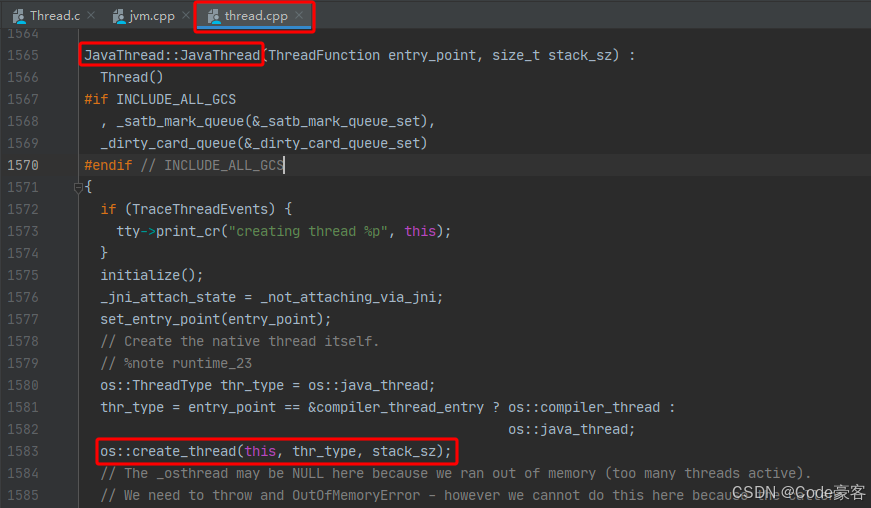 Thread.c jvm.cpp thread.cpp
1564
1565 JavaThread::JavaThread(ThreadFunction entry_point, size_t stack_sz) :
1566 Thread()
1567 #if INCLUDE_ALL_GCS
1568 , _satb_mark_queue(&_satb_mark_queue_set),
1569 _dirty_card_queue(&_dirty_card_queue_set)
1570 #endif // INCLUDE_ALL_GCS
1571 {
1572 if (TraceThreadEvents) {
1573 tty->print_cr("creating thread %p", this);
1574 }
1575 initialize();
1576 _jni_attach_state = _not_attaching_via_jni;
1577 set_entry_point(entry_point);
1578 // Create the native thread itself.
1579 // %note runtime_23
1580 os::ThreadType thr_type = os::java_thread;
1581 thr_type = entry_point == &compiler_thread_entry ? os::compiler_thread :
1582 os::java_thread;
1583 os::create_thread(this, thr_type, stack_sz);
1584 // The _osthread may be NULL here because we ran out of memory (too many threads active).
1585 // We need to throw and OutOfMemoryError - however we cannot do this here because the caller
CSDN @Code豪客